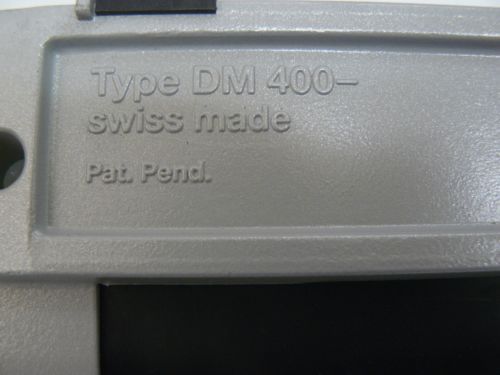 Type DM 400-
swiss made
Pat. Pend.